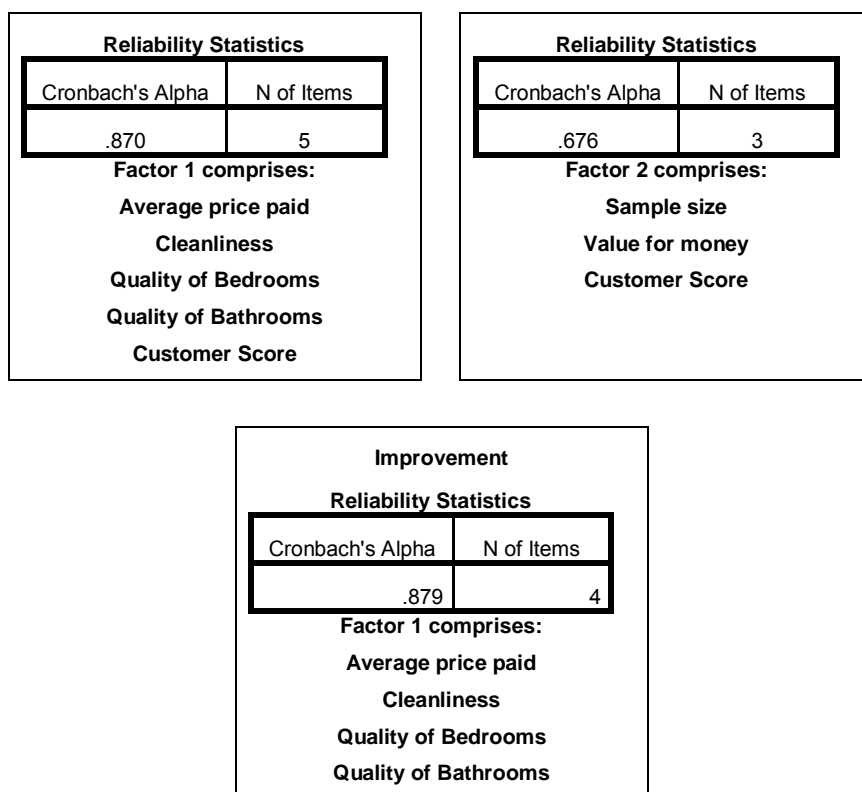 Reliability Statistics
Cronbach's Alpha N of Items
.870 5
Factor 1 comprises:
Average price paid
Cleanliness
Quality of Bedrooms
Quality of Bathrooms
Customer Score
Reliability Statistics
Cronbach's Alpha N of Items
.676 3
Factor 2 comprises:
Sample size
Value for money
Customer Score
Improvement
Reliability Statistics
Cronbach's Alpha N of Items
.879 4
Factor 1 comprises:
Average price paid
Cleanliness
Quality of Bedrooms
Quality of Bathrooms